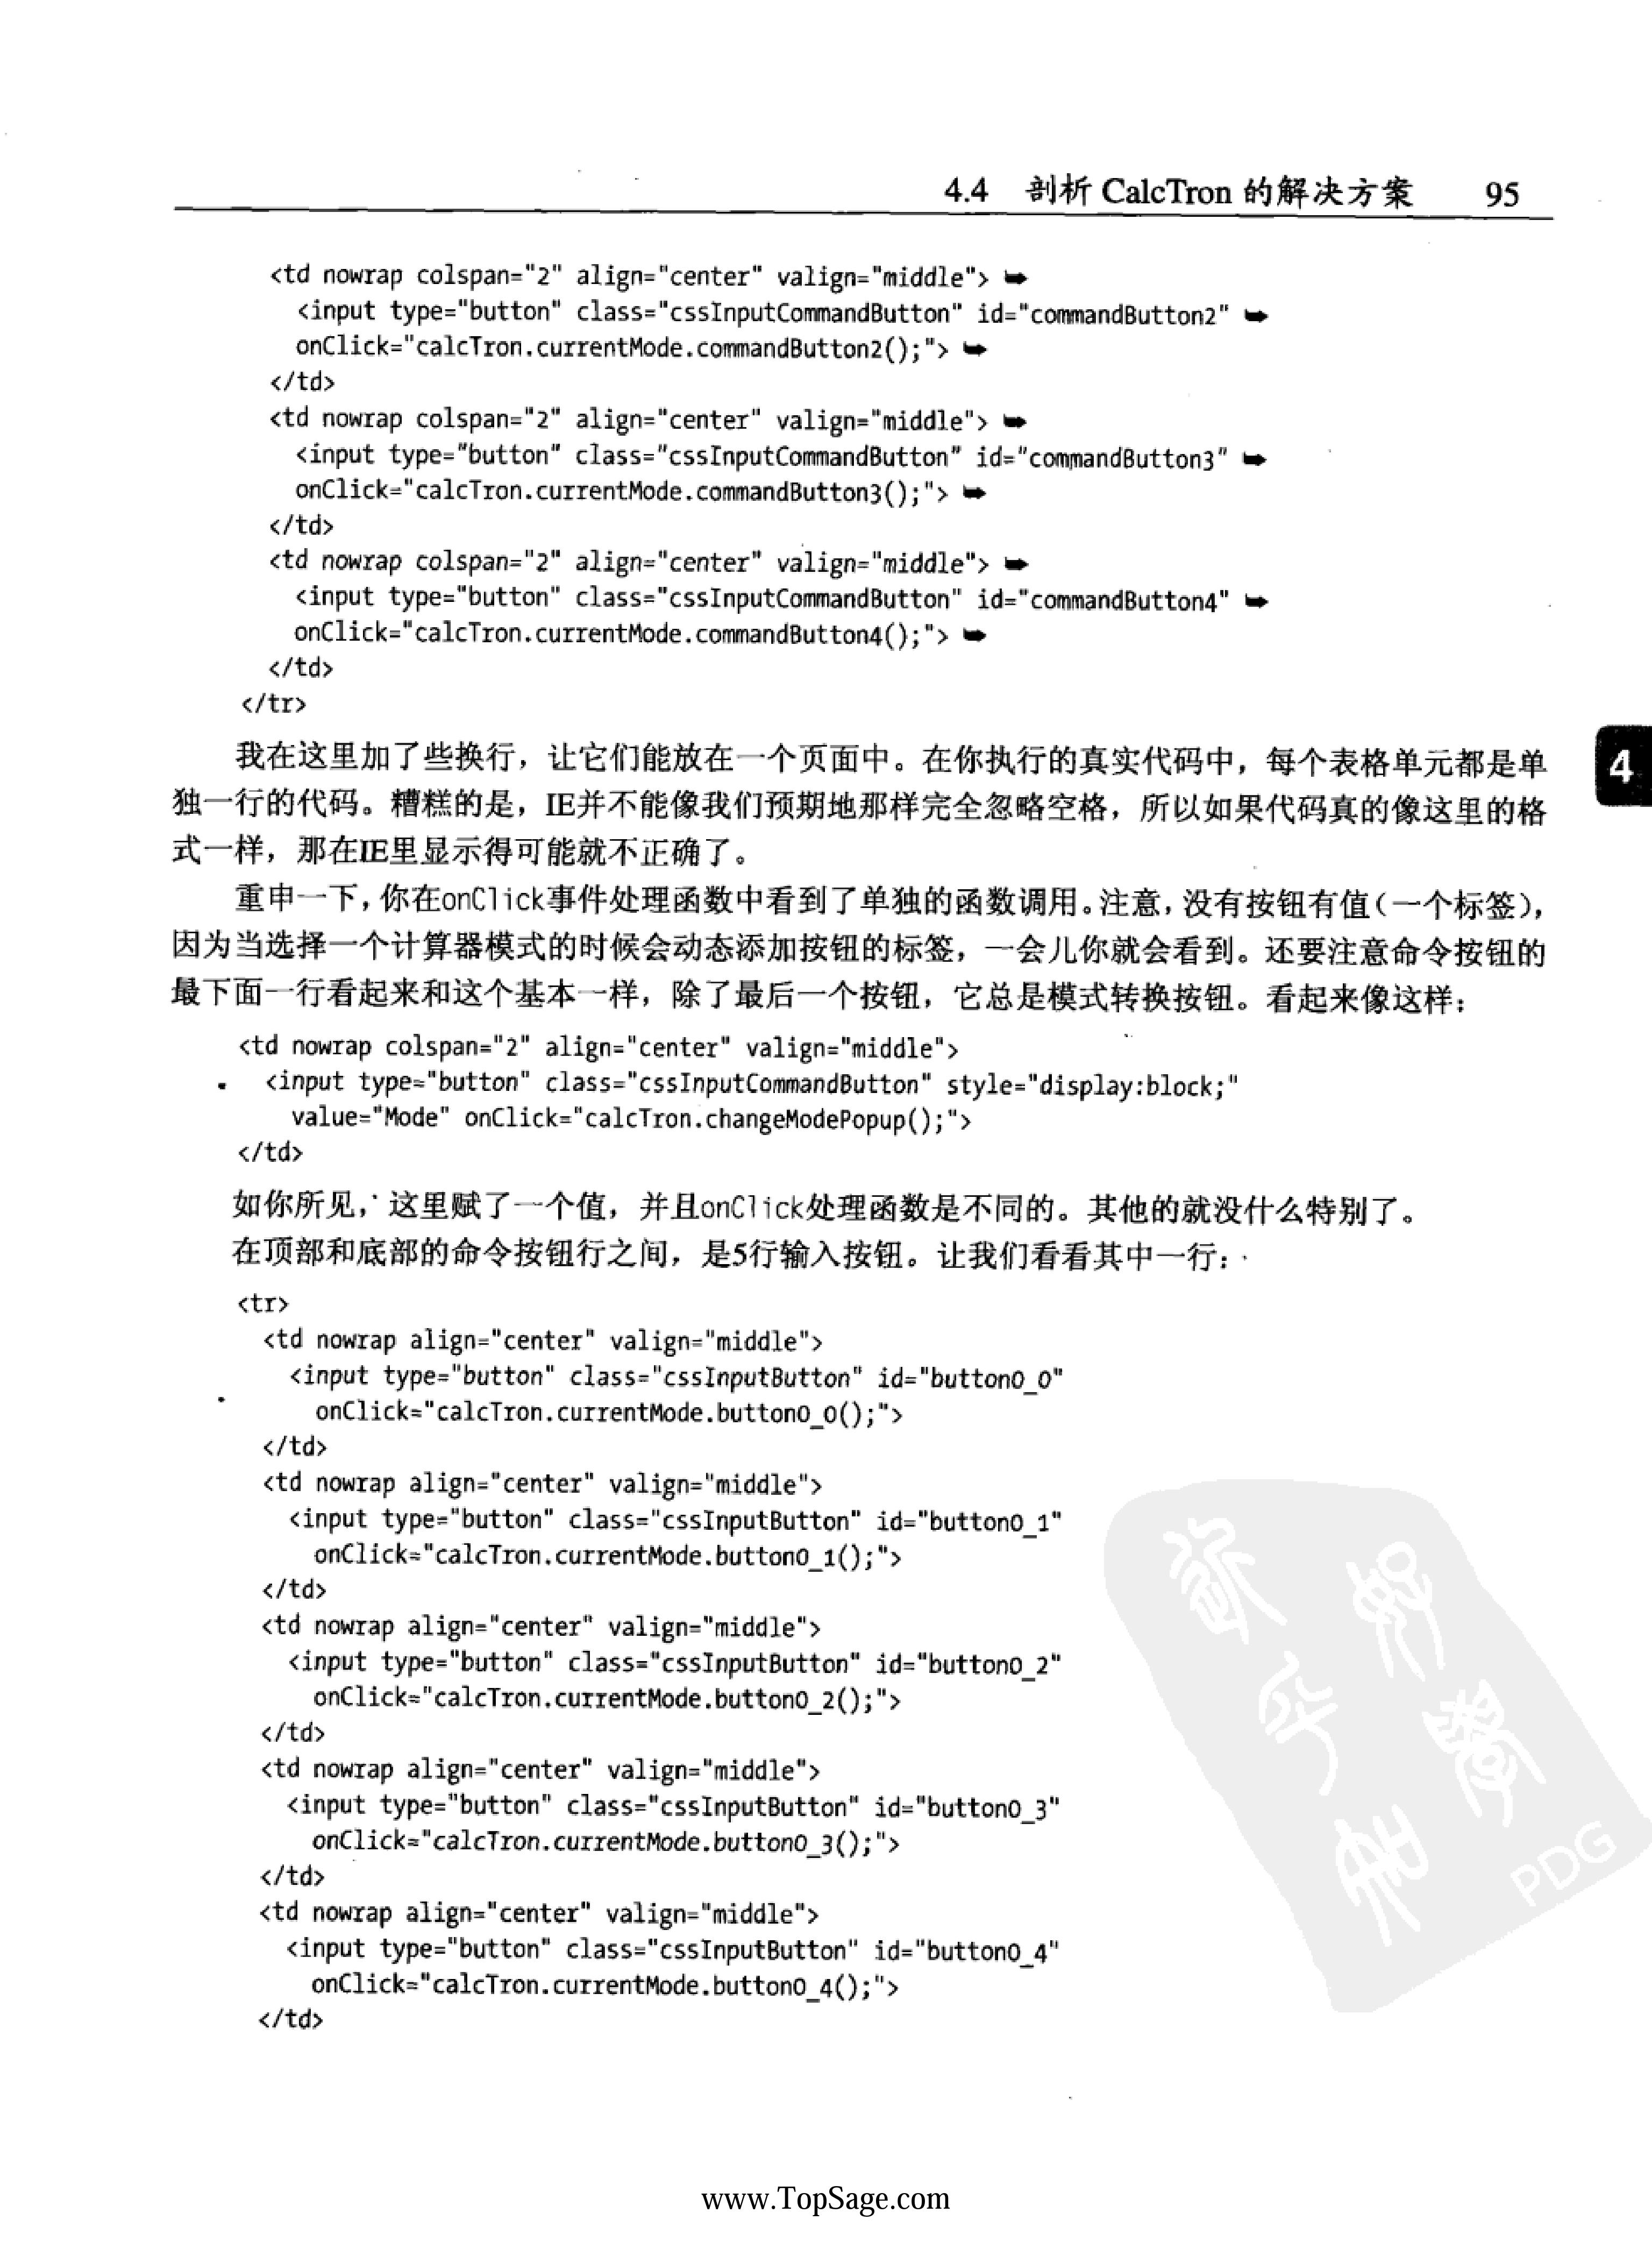 4.4 剖析 CalcTron 的解决方案 95
<td nowrap colspan="2" align="center" valign="middle"> ➥
<input type="button" class="cssInputCommandButton" id="commandButton2" ➥
onClick="calcTron.currentMode.commandButton2();"> ➥
</td>
<td nowrap colspan="2" align="center" valign="middle"> ➥
<input type="button" class="cssInputCommandButton" id="commandButton3" ➥
onClick="calcTron.currentMode.commandButton3();"> ➥
</td>
<td nowrap colspan="2" align="center" valign="middle"> ➥
<input type="button" class="cssInputCommandButton" id="commandButton4" ➥
onClick="calcTron.currentMode.commandButton4();"> ➥
</td>
</tr>
我在这里加了些换行，让它们能放在一个页面中。在你执行的真实代码中，每个表格单元都是单
独一行的代码。糟糕的是，IE并不能像我们预期地那样完全忽略空格，所以如果代码真的像这里的格
式一样，那在IE里显示得可能就不正确了。
4
重申一下，你在onClick事件处理函数中看到了单独的函数调用。注意，没有按钮有值（一个标签），
因为当选择一个计算器模式的时候会动态添加按钮的标签，一会儿你就会看到。还要注意命令按钮的
最下面一行看起来和这个基本一样，除了最后一个按钮，它总是模式转换按钮。看起来像这样：
<td nowrap colspan="2" align="center" valign="middle">
<input type="button" class="cssInputCommandButton" style="display:block;"
value="Mode" onClick="calcTron.changeModePopup();">
</td>
如你所见，这里赋了一个值，并且onClick处理函数是不同的。其他的就没什么特别了。
在顶部和底部的命令按钮行之间，是5行输入按钮。让我们看看其中一行：
<tr>
<td nowrap align="center" valign="middle">
<input type="button" class="cssInputButton" id="button0_0"
onClick="calcTron.currentMode.button0_0();">
</td>
<td nowrap align="center" valign="middle">
<input type="button" class="cssInputButton" id="button0_1"
onClick="calcTron.currentMode.button0_1();">
</td>
<td nowrap align="center" valign="middle">
<input type="button" class="cssInputButton" id="button0_2"
onClick="calcTron.currentMode.button0_2();">
</td>
<td nowrap align="center" valign="middle">
<input type="button" class="cssInputButton" id="button0_3"
onClick="calcTron.currentMode.button0_3();">
</td>
<td nowrap align="center" valign="middle">
<input type="button" class="cssInputButton" id="button0_4"
onClick="calcTron.currentMode.button0_4();">
</td>
PDG
www.TopSage.com